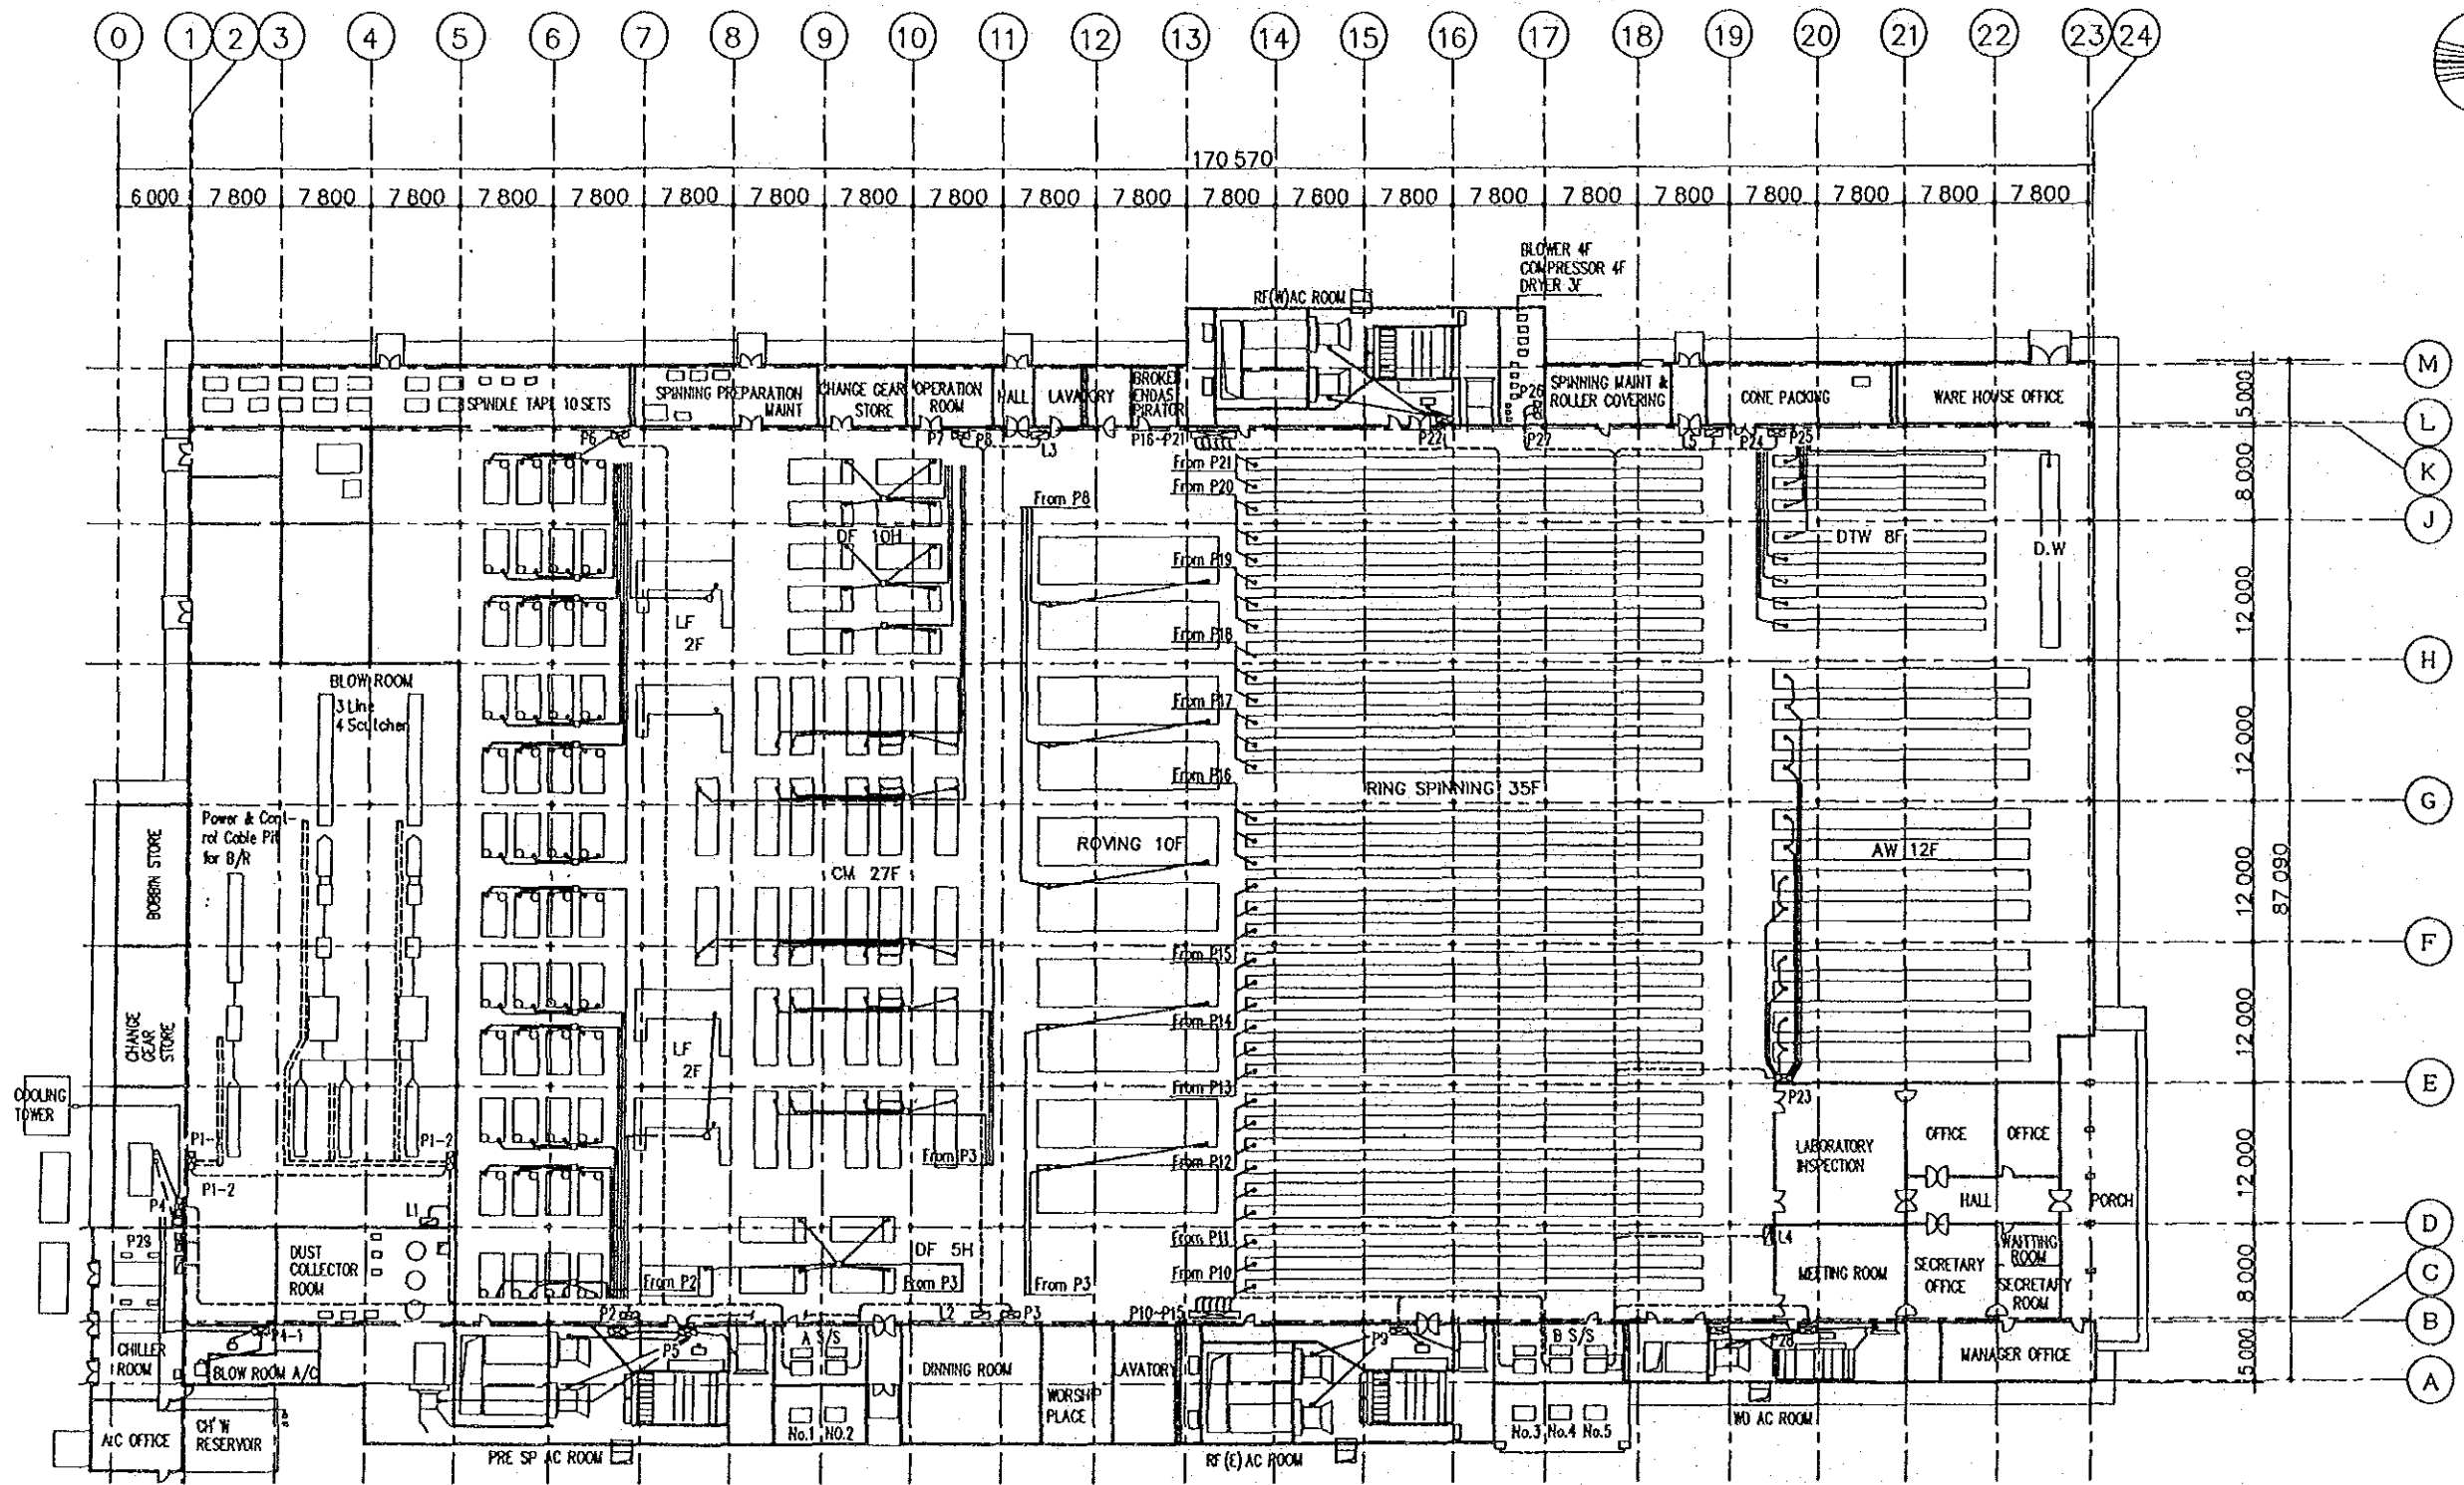 0 1 2 3 4 5 6 7 8 9 10 11 12 13 14 15 16 17 18 19 20 21 22 23 24
170 570
6 000 7 800 7 800 7 800 7 800 7 800 7 800 7 800 7 800 7 800 7 800 7 800 7 800 7 800 7 800 7 800 7 800 7 800 7 800 7 800 7 800 7 800
BLOWER 4F
COMPRESSOR 4F
DRYER 3F
RF(W)AC ROOM
M
L
K
J
H
G
F
E
D
C
B
A
5 000
8 000
12 000
12 000
12 000
12 000
12 000
8 000
5 000
87 090
SPINDLE TAPE 10 SETS
SPINNING PREPARATION
MAINT
CHANGE GEAR
STORE
OPERATION
ROOM
HALL
LAVATORY
BROKEN
ENDAS
PIRATOR
P26
SPINNING MAINT &
ROLLER COVERING
CONE PACKING
WARE HOUSE OFFICE
P6
P7
P8
L3
P16~P21
P22
P27
L5
P24
P25
From P21
From P20
From P8
From P19
From P18
From P17
From P16
From P15
From P14
From P13
From P12
From P11
From P10
DF 10H
DTW 8F
D.W
LF
2F
BLOW ROOM
3 Line
4 Scutcher
RING SPINNING 35F
Power & Cont-
rol Cable Pit
for B/R
BOBBIN STORE
ROVING 10F
CM 27F
AW 12F
CHANGE
GEAR
STORE
LF
2F
COOLING
TOWER
P1-
P1-2
P1-2
P4
L1
P29
DUST
COLLECTOR
ROOM
From P3
DF 5H
From P2
From P3
From P3
P23
LABORATORY
INSPECTION
OFFICE
OFFICE
HALL
PORCH
L4
MEETING ROOM
SECRETARY
OFFICE
WAITTING
ROOM
SECRETARY
ROOM
P2
L2
P3
P10~P15
P4-1
CHILLER
ROOM
BLOW ROOM A/C
P5
A S/S
DINNING ROOM
WORSHIP
PLACE
LAVATORY
P9
B S/S
P28
MANAGER OFFICE
A/C OFFICE
CH'W
RESERVOIR
No.1
NO.2
No.3
No.4
No.5
WD AC ROOM
PRE SP AC ROOM
RF(E)AC ROOM